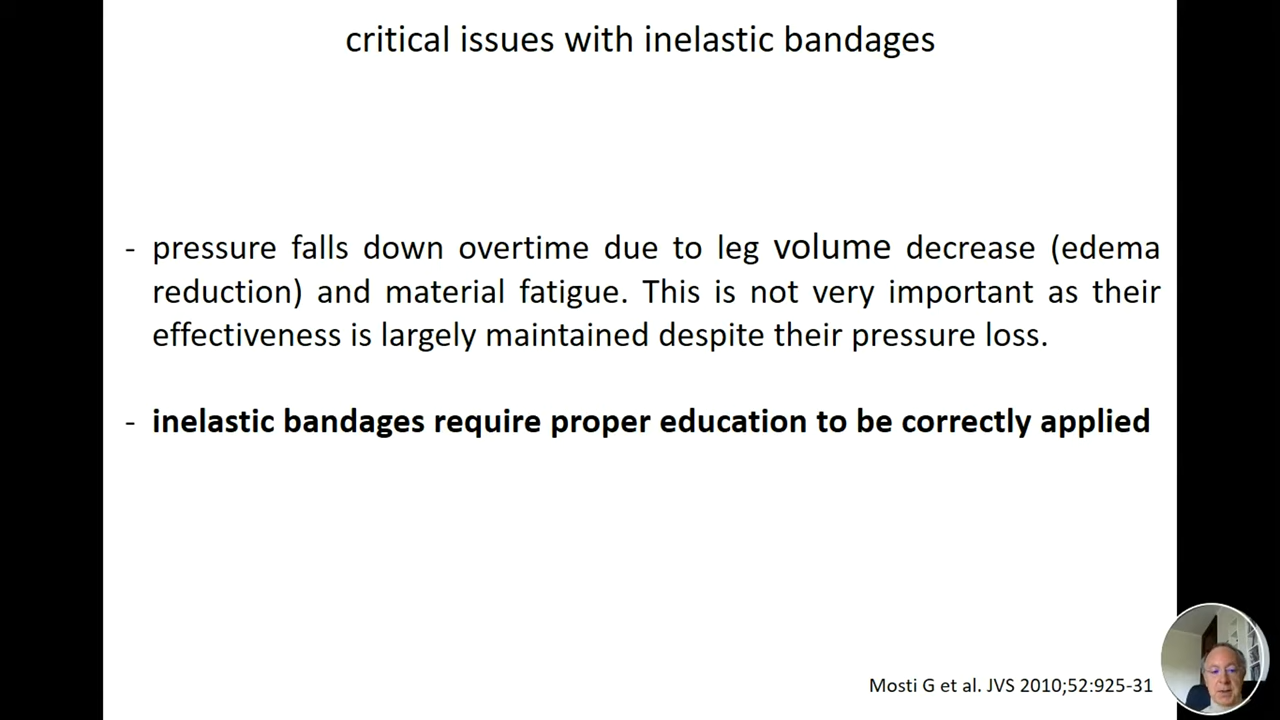 critical issues with inelastic bandages
- pressure falls down overtime due to leg volume decrease (edema
reduction) and material fatigue. This is not very important as their
effectiveness is largely maintained despite their pressure loss.
- inelastic bandages require proper education to be correctly applied
Mosti G et al. JVS 2010;52:925-31